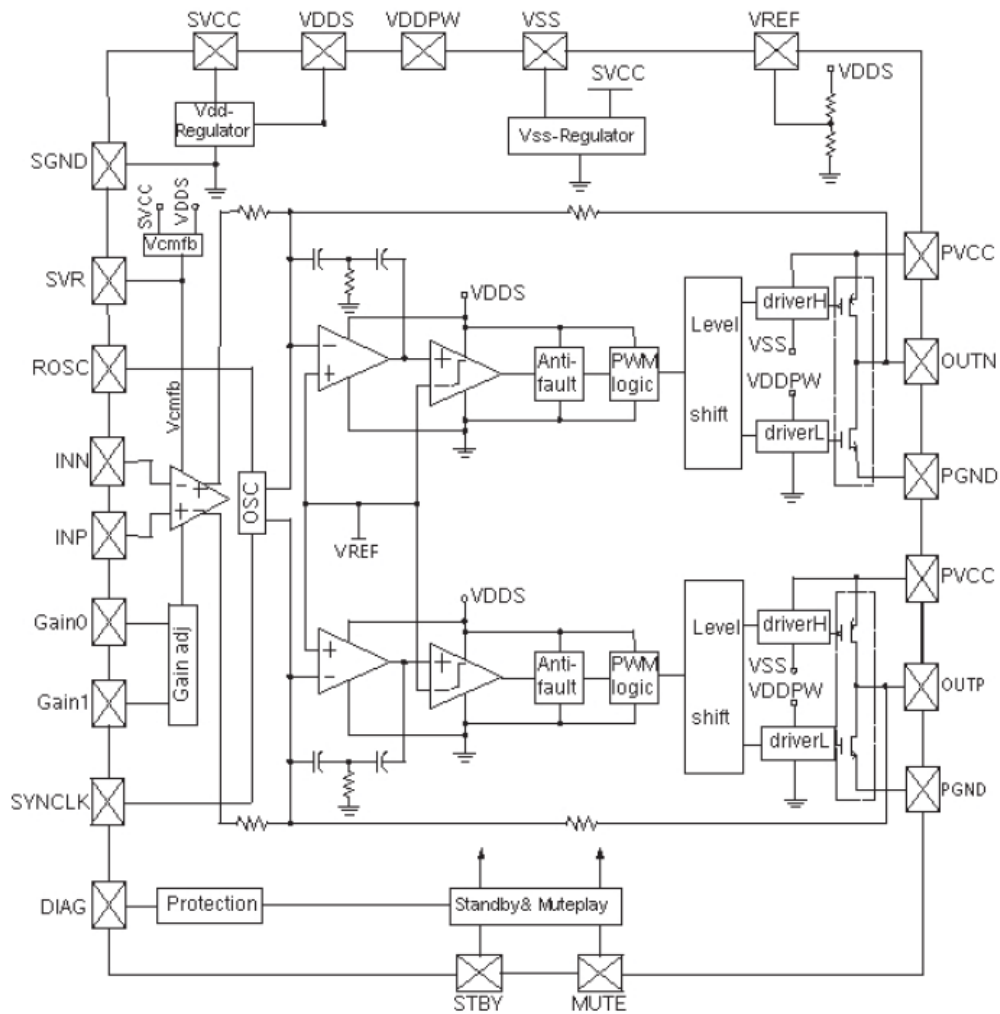 SVCC
VDDS
VDDPW
VSS
VREF
SVCC
VDDS
Vdd-
Regulator
Vss-Regulator
SGND
SVCC
VDDS
Vcmfb
SVR
PVCC
VDDS
Level
shift
driverH
VSS
VDDPW
driverL
ROSC
Anti-
fault
PWM
logic
OUTN
Vcmfb
INN
PGND
OSC
INP
VREF
PVCC
VDDS
Gain0
Gain adj
Level
shift
driverH
VSS
VDDPW
driverL
Anti-
fault
PWM
logic
OUTP
Gain1
SYNCLK
PGND
DIAG
Protection
Standby& Muteplay
STBY
MUTE